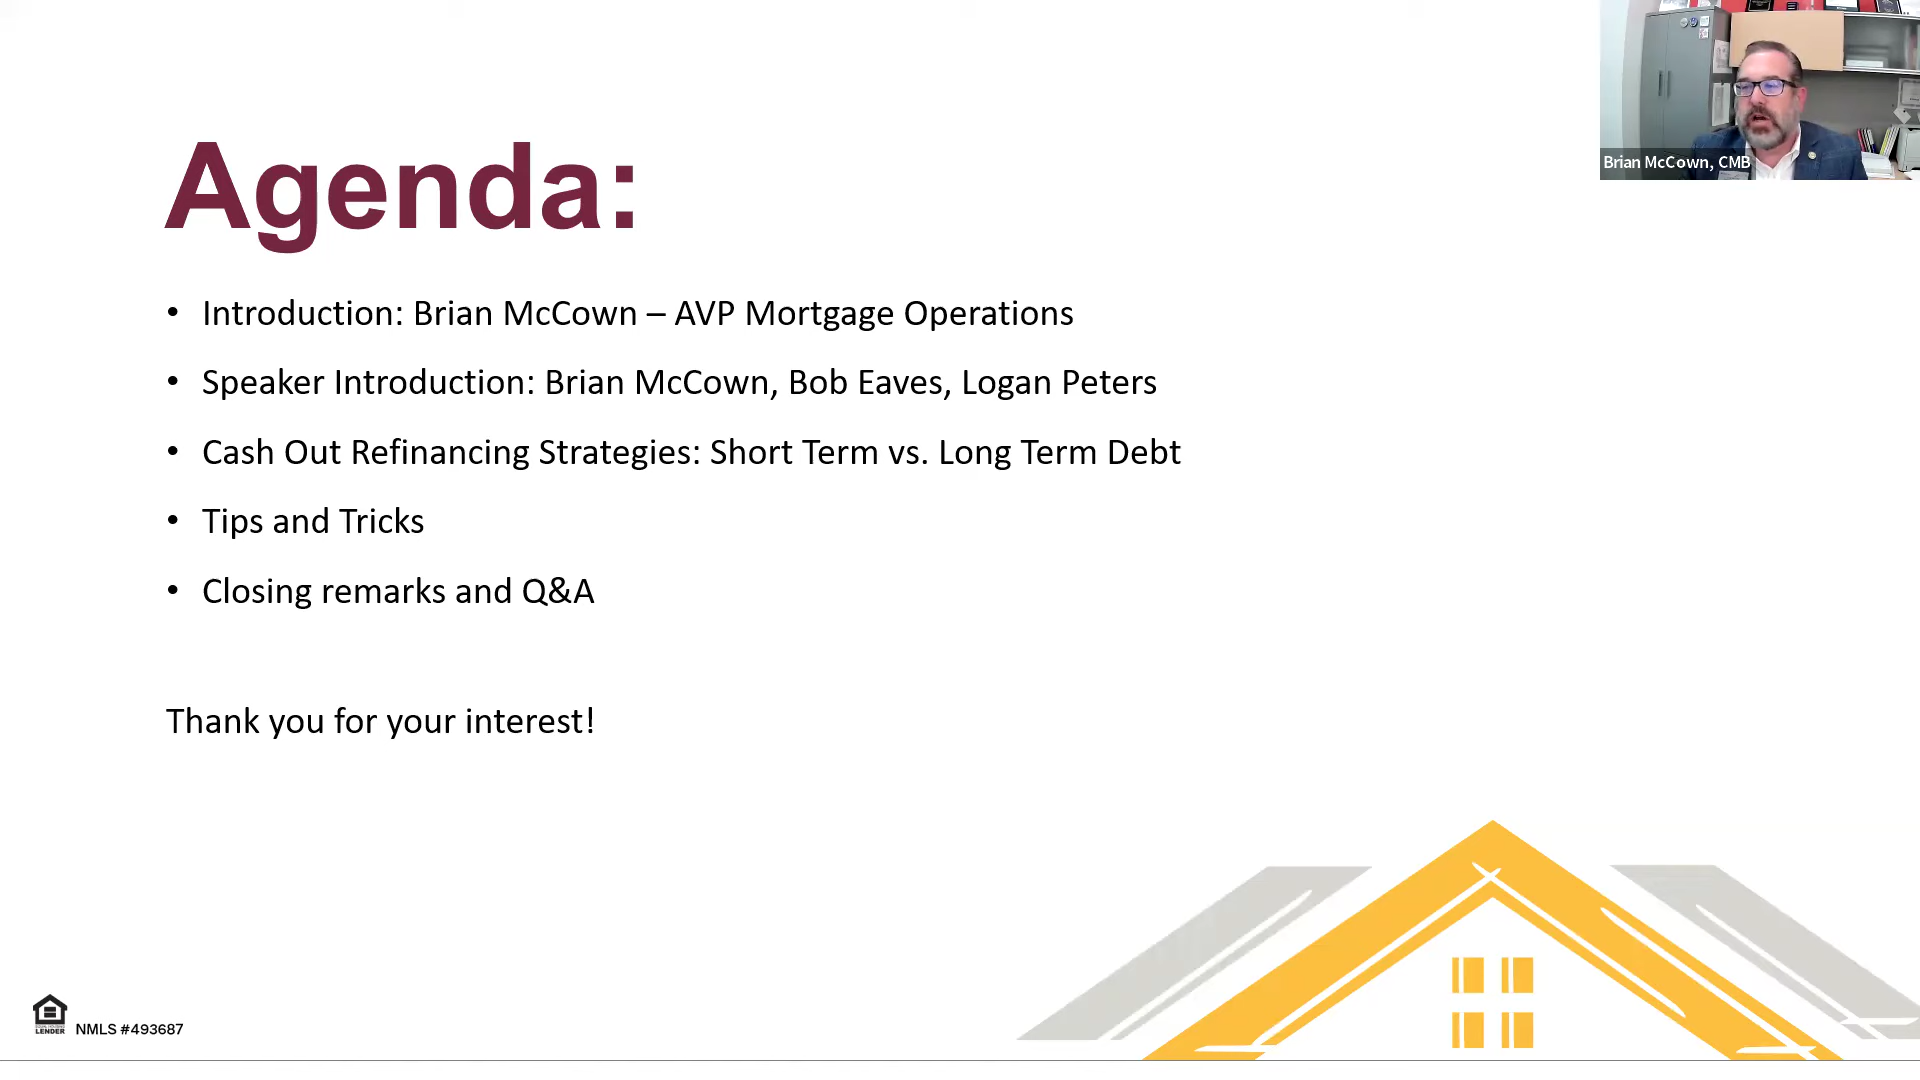 Brian McCown, CMB
Agenda:
• Introduction: Brian McCown – AVP Mortgage Operations
• Speaker Introduction: Brian McCown, Bob Eaves, Logan Peters
• Cash Out Refinancing Strategies: Short Term vs. Long Term Debt
• Tips and Tricks
• Closing remarks and Q&A
Thank you for your interest!
LENDER
NMLS #493687